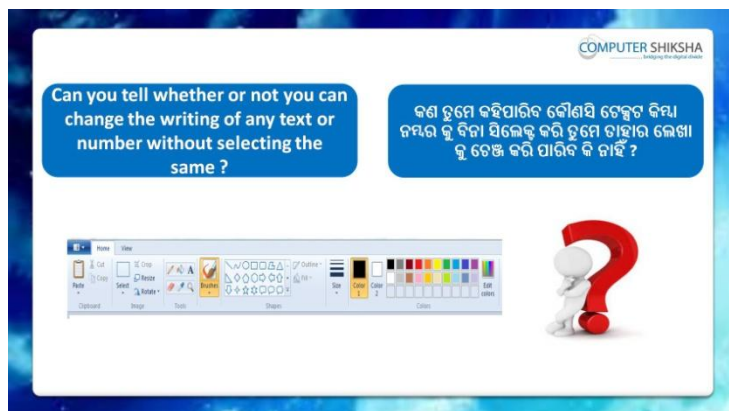 COMPUTER SHIKSHA
... bridging the digital divide
Can you tell whether or not you can
change the writing of any text or
number without selecting the
same ?
କଣ ତୁମେ କହିପାରିବ କୌଣସି ଟେକ୍ସଟ କିମ୍ବା
ନମ୍ବର କୁ ବିନା ସିଲେକ୍ଟ କରି ତୁମେ ତାହାର ଲେଖା
କୁ ଚେଞ୍ଜ କରି ପାରିବ କି ନାହିଁ ?
Home View
Cut
Copy
Paste
Clipboard
Crop
Resize
Rotate
Select
Image
A
Tools
Brushes
Outline
Fill
Shapes
Size
Color 1
Color 2
Edit colors
Colors